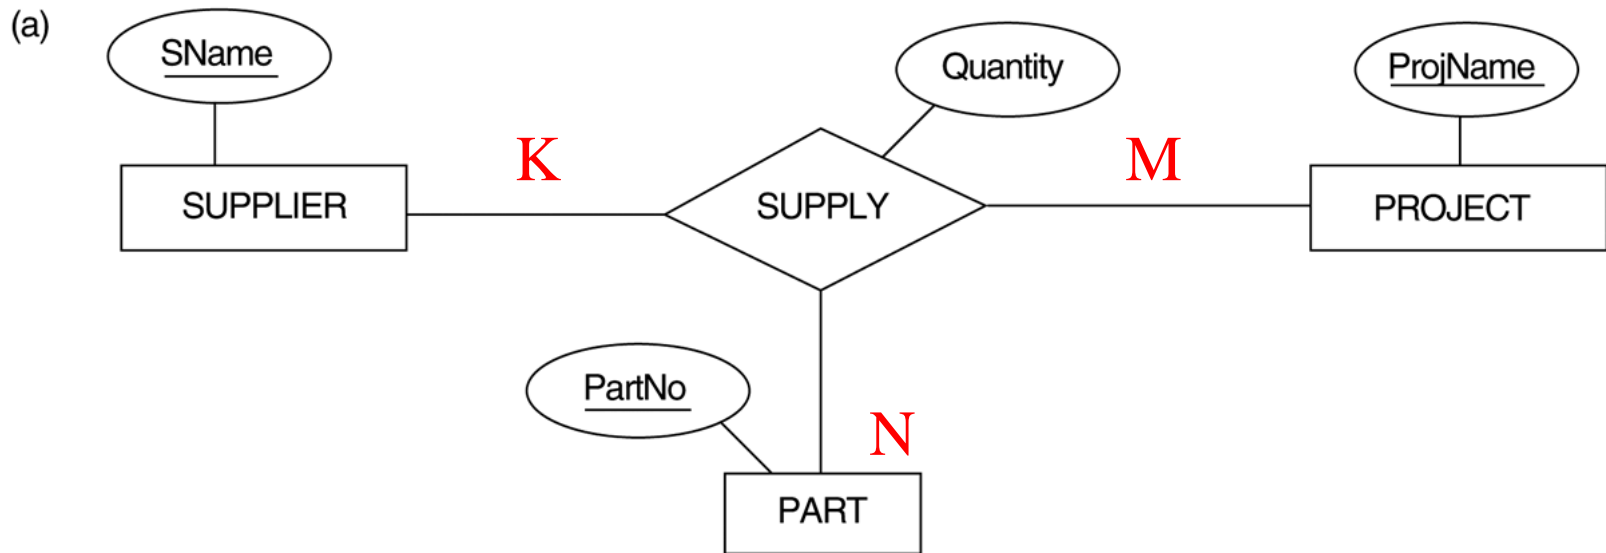 (a)
SName
Quantity
ProjName
K
M
SUPPLIER
SUPPLY
PROJECT
PartNo
N
PART